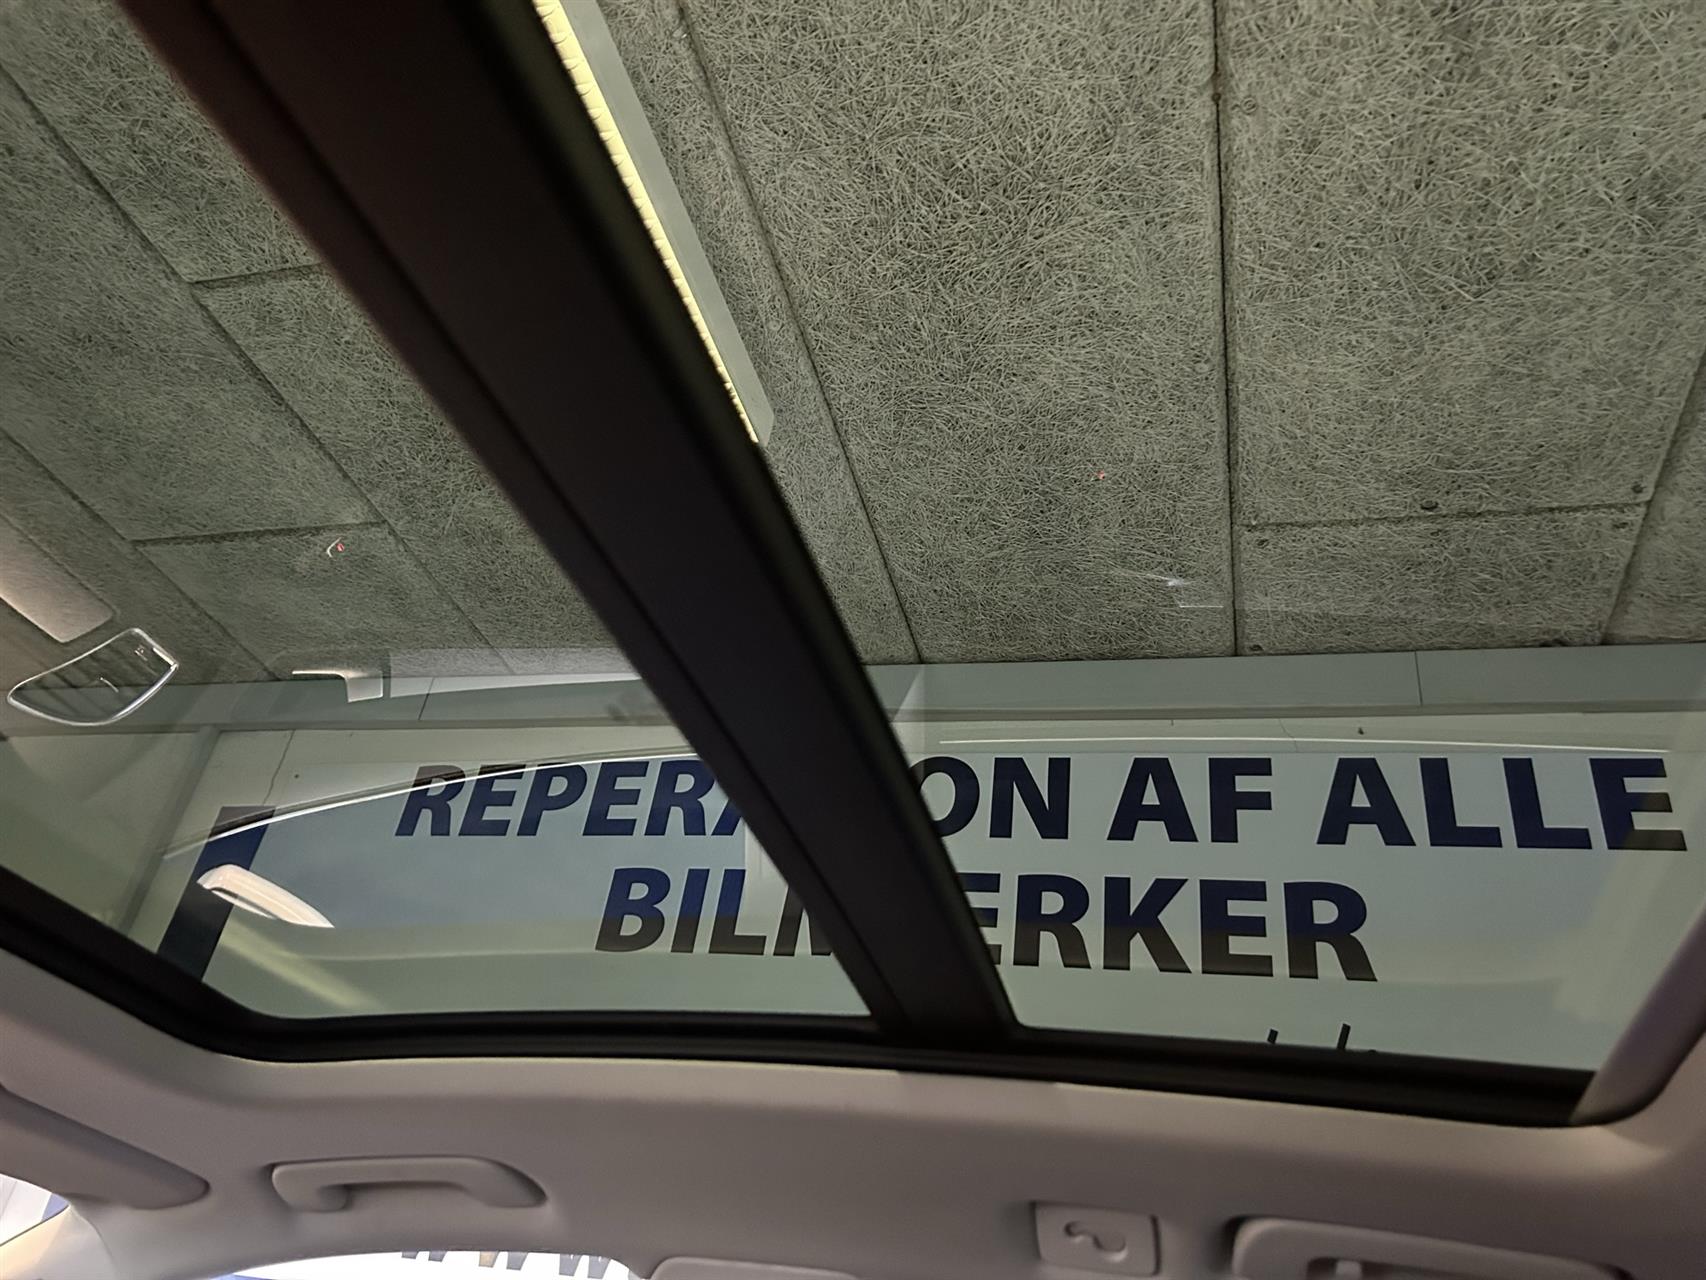 REPERA ON AF ALLE
BIL ERKER